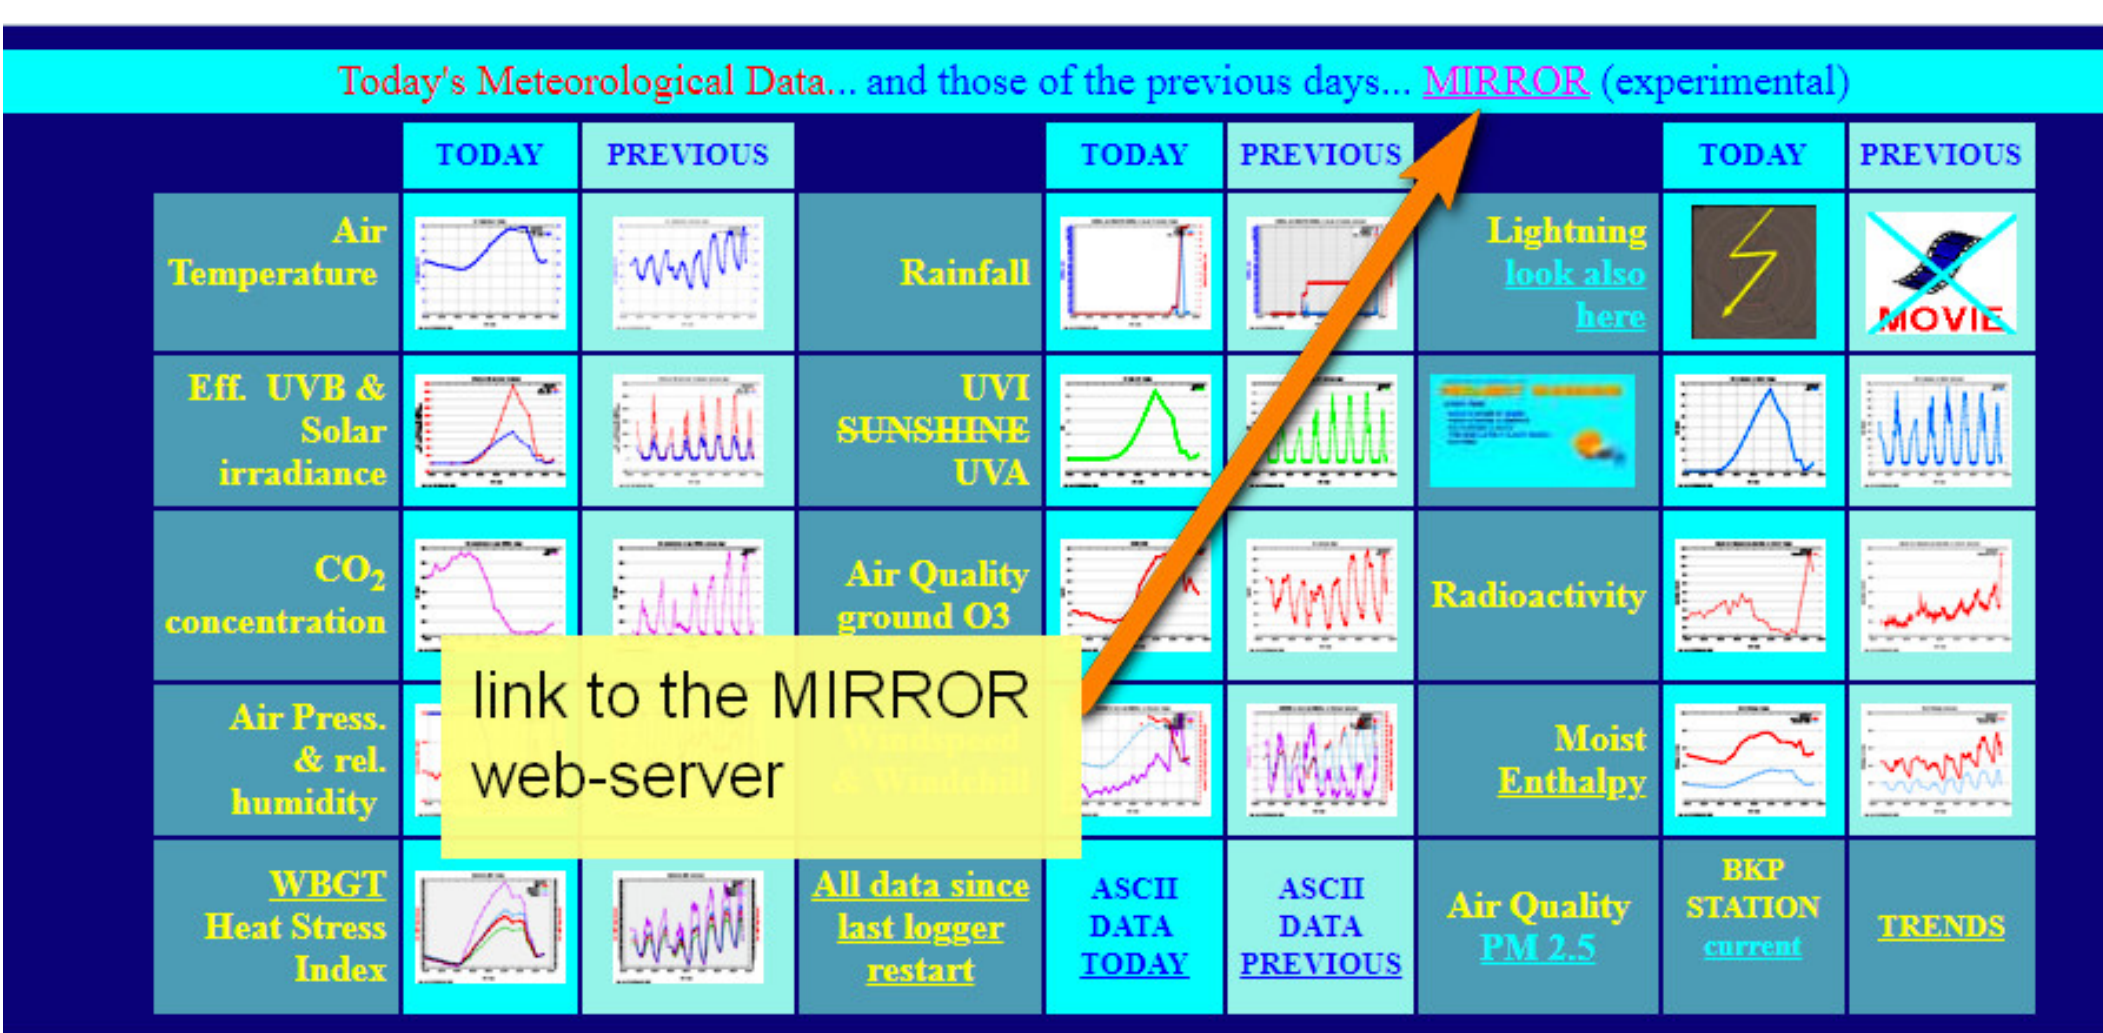 Today's Meteorological Data... and those of the previous days... MIRROR (experimental)
TODAY PREVIOUS TODAY PREVIOUS TODAY PREVIOUS
Air
Temperature
Rainfall
Lightning
look also
here
MOVIE
Eff. UVB &
Solar
irradiance
UVI
SUNSHINE
UVA
CO2
concentration
Air Quality
ground O3
Radioactivity
Air Press.
& rel.
humidity
link to the MIRROR
web-server
Windspeed
& Windchill
Moist
Enthalpy
WBGT
Heat Stress
Index
All data since
last logger
restart
ASCII
DATA
TODAY
ASCII
DATA
PREVIOUS
Air Quality
PM 2.5
BKP
STATION
current
TRENDS